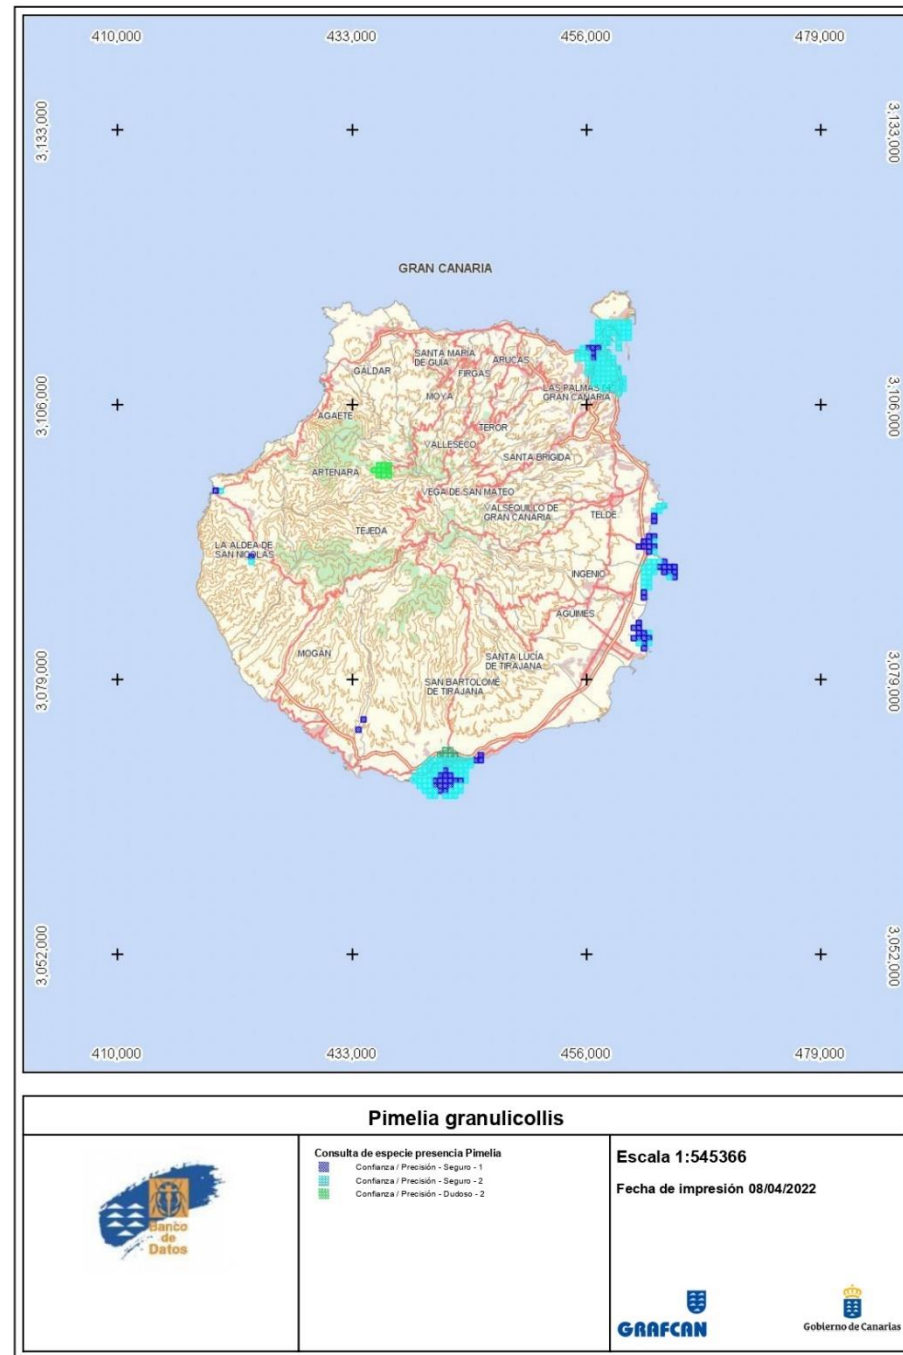 410,000 433,000 456,000 479,000
3,133,000 3,133,000
GRAN CANARIA
SANTA MARIA
DE GUIA
ARUCAS
GALDAR
FIRGAS
MOYA
LAS PALMAS DE
GRAN CANARIA
3,106,000 3,106,000
AGAETE
TEROR
VALLESECO
SANTA BRIGIDA
ARTENARA
VEGA DE SAN MATEO
VALSEQUILLO DE
GRAN CANARIA
TELDE
TEJEDA
LA ALDEA DE
SAN NICOLAS
INGENIO
AGUIMES
MOGAN
SANTA LUCÍA
DE TIRAJANA
SAN BARTOLOMÉ
DE TIRAJANA
3,079,000 3,079,000
3,052,000 3,052,000
410,000 433,000 456,000 479,000
Pimelia granulicollis
Banco
de
Datos
Consulta de especie presencia Pimelia
Confianza / Precisión - Seguro - 1
Confianza / Precisión - Seguro - 2
Confianza / Precisión - Dudoso - 2
Escala 1:545366
Fecha de impresión 08/04/2022
GRAFCAN
Gobierno de Canarias